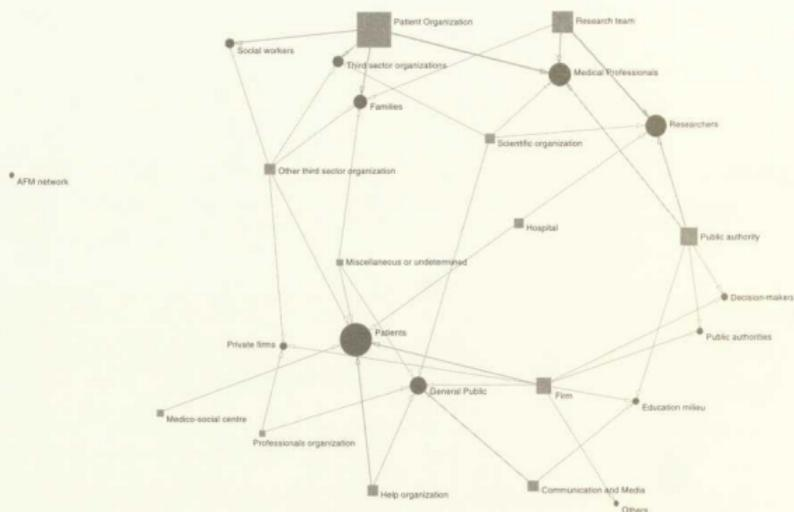 Patient Organization
Research team
Social workers
Third sector organizations
Medical Professionals
Families
Researchers
Scientific organization
Other third sector organization
AFM network
Hospital
Public authority
Miscellaneous or undetermined
Decision-makers
Patients
Public authorities
Private firms
General Public
Firm
Education milieu
Medico-social centre
Professionals organization
Communication and Media
Help organization
Others